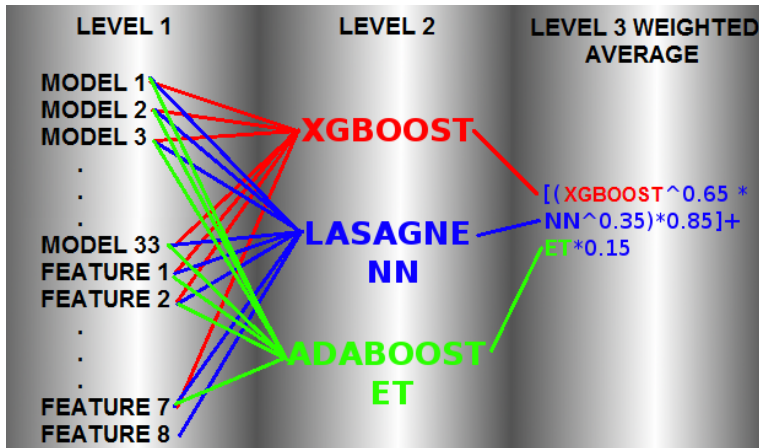 LEVEL 1
MODEL 1
MODEL 2
MODEL 3
.
.
.
MODEL 33
FEATURE 1
FEATURE 2
.
.
.
FEATURE 7
FEATURE 8
LEVEL 2
XGBOOST
LASAGNE
NN
ADABOOST
ET
LEVEL 3 WEIGHTED
AVERAGE
[(XGBOOST^0.65 *
NN^0.35)*0.85]+
ET*0.15